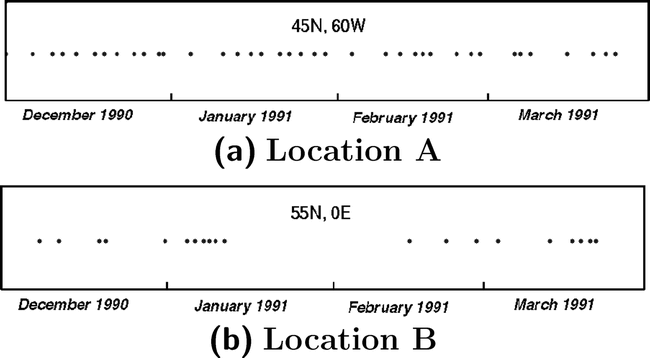 45N, 60W
December 1990 January 1991 February 1991 March 1991
(a) Location A
55N, 0E
December 1990 January 1991 February 1991 March 1991
(b) Location B